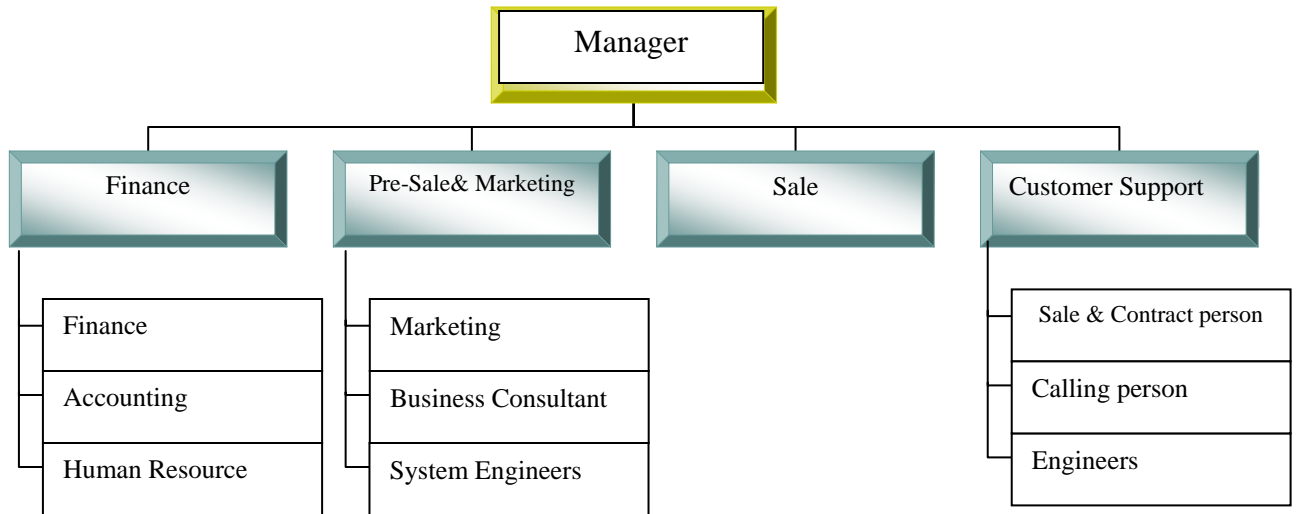 Manager
Finance
Pre-Sale& Marketing
Sale
Customer Support
Finance
Accounting
Human Resource
Marketing
Business Consultant
System Engineers
Sale & Contract person
Calling person
Engineers